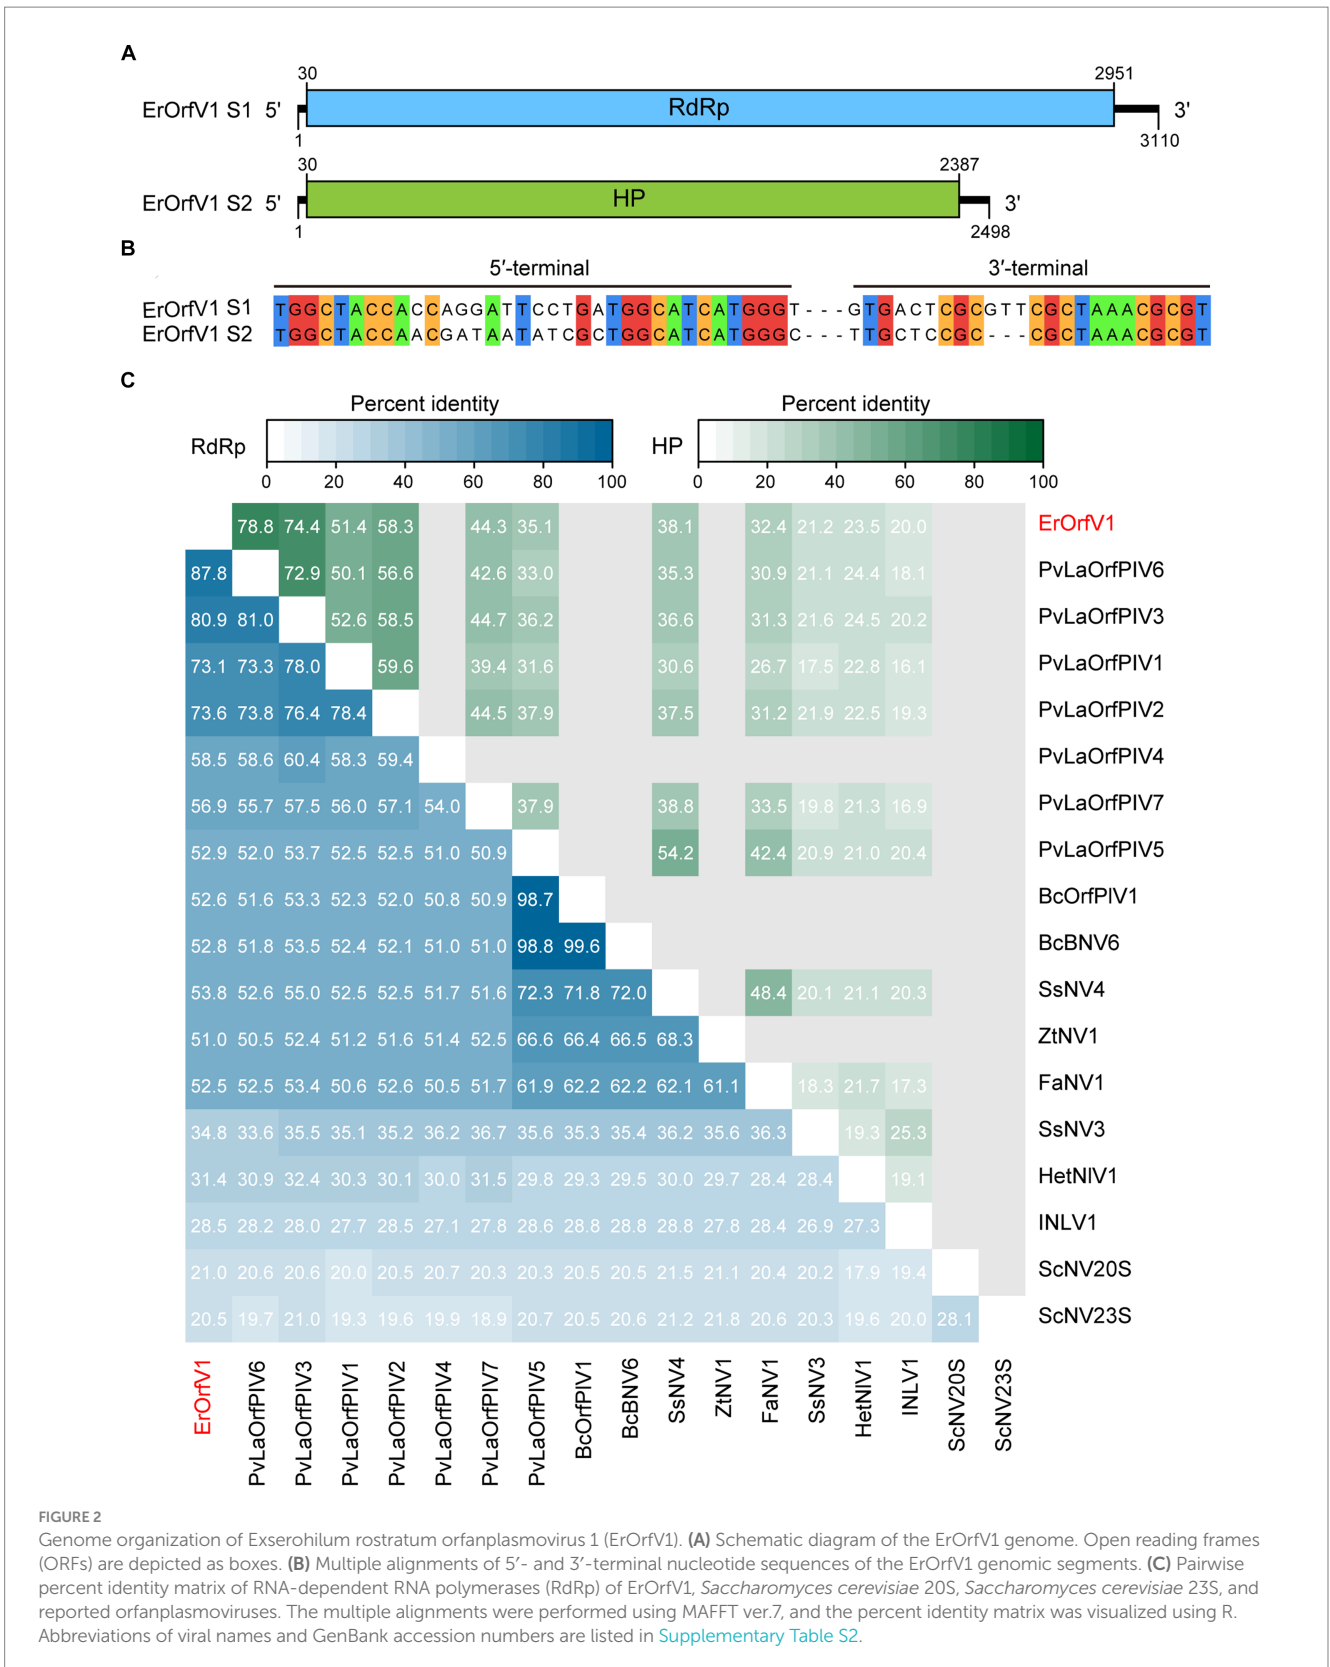 A
30 2951
ErOrfV1 S1 5' RdRp 3'
1 3110
30 2387
ErOrfV1 S2 5' HP 3'
1 2498
B
5′-terminal 3′-terminal
ErOrfV1 S1 TGGCTACCACCAGGATTCCTGATGGCATCATGGGT---GTGACTCGCGTTCGCTAAACGCGT
ErOrfV1 S2 TGGCTACCAACGATAATATCGCTGGCATCATGGGC---TTGCTCCGC---CGCTAAACGCGT
C
Percent identity Percent identity
RdRp HP
0 20 40 60 80 100 0 20 40 60 80 100
78.8 74.4 51.4 58.3 44.3 35.1 38.1 32.4 21.2 23.5 20.0 ErOrfV1
87.8 72.9 50.1 56.6 42.6 33.0 35.3 30.9 21.1 24.4 18.1 PvLaOrfPlV6
80.9 81.0 52.6 58.5 44.7 36.2 36.6 31.3 21.6 24.5 20.2 PvLaOrfPlV3
73.1 73.3 78.0 59.6 39.4 31.6 30.6 26.7 17.5 22.8 16.1 PvLaOrfPlV1
73.6 73.8 76.4 78.4 44.5 37.9 37.5 31.2 21.9 22.5 19.3 PvLaOrfPlV2
58.5 58.6 60.4 58.3 59.4 PvLaOrfPlV4
56.9 55.7 57.5 56.0 57.1 54.0 37.9 38.8 33.5 19.8 21.3 16.9 PvLaOrfPlV7
52.9 52.0 53.7 52.5 52.5 51.0 50.9 54.2 42.4 20.9 21.0 20.4 PvLaOrfPlV5
52.6 51.6 53.3 52.3 52.0 50.8 50.9 98.7 BcOrfPlV1
52.8 51.8 53.5 52.4 52.1 51.0 51.0 98.8 99.6 BcBNV6
53.8 52.6 55.0 52.5 52.5 51.7 51.6 72.3 71.8 72.0 48.4 20.1 21.1 20.3 SsNV4
51.0 50.5 52.4 51.2 51.6 51.4 52.5 66.6 66.4 66.5 68.3 ZtNV1
52.5 52.5 53.4 50.6 52.6 50.5 51.7 61.9 62.2 62.2 62.1 61.1 18.3 21.7 17.3 FaNV1
34.8 33.6 35.5 35.1 35.2 36.2 36.7 35.6 35.3 35.4 36.2 35.6 36.3 19.3 25.3 SsNV3
31.4 30.9 32.4 30.3 30.1 30.0 31.5 29.8 29.3 29.5 30.0 29.7 28.4 28.4 19.1 HetNlV1
28.5 28.2 28.0 27.7 28.5 27.1 27.8 28.6 28.8 28.8 28.8 27.8 28.4 26.9 27.3 INLV1
21.0 20.6 20.6 20.0 20.5 20.7 20.3 20.3 20.5 20.5 21.5 21.1 20.4 20.2 17.9 19.4 ScNV20S
20.5 19.7 21.0 19.3 19.6 19.9 18.9 20.7 20.5 20.6 21.2 21.8 20.6 20.3 19.6 20.0 28.1 ScNV23S
ErOrfV1 PvLaOrfPlV6 PvLaOrfPlV3 PvLaOrfPlV1 PvLaOrfPlV2 PvLaOrfPlV4 PvLaOrfPlV7 PvLaOrfPlV5 BcOrfPlV1 BcBNV6 SsNV4 ZtNV1 FaNV1 SsNV3 HetNlV1 INLV1 ScNV20S ScNV23S
FIGURE 2
Genome organization of Exserohilum rostratum orfanplasmovirus 1 (ErOrfV1). (A) Schematic diagram of the ErOrfV1 genome. Open reading frames
(ORFs) are depicted as boxes. (B) Multiple alignments of 5′- and 3′-terminal nucleotide sequences of the ErOrfV1 genomic segments. (C) Pairwise
percent identity matrix of RNA-dependent RNA polymerases (RdRp) of ErOrfV1, Saccharomyces cerevisiae 20S, Saccharomyces cerevisiae 23S, and
reported orfanplasmoviruses. The multiple alignments were performed using MAFFT ver.7, and the percent identity matrix was visualized using R.
Abbreviations of viral names and GenBank accession numbers are listed in Supplementary Table S2.